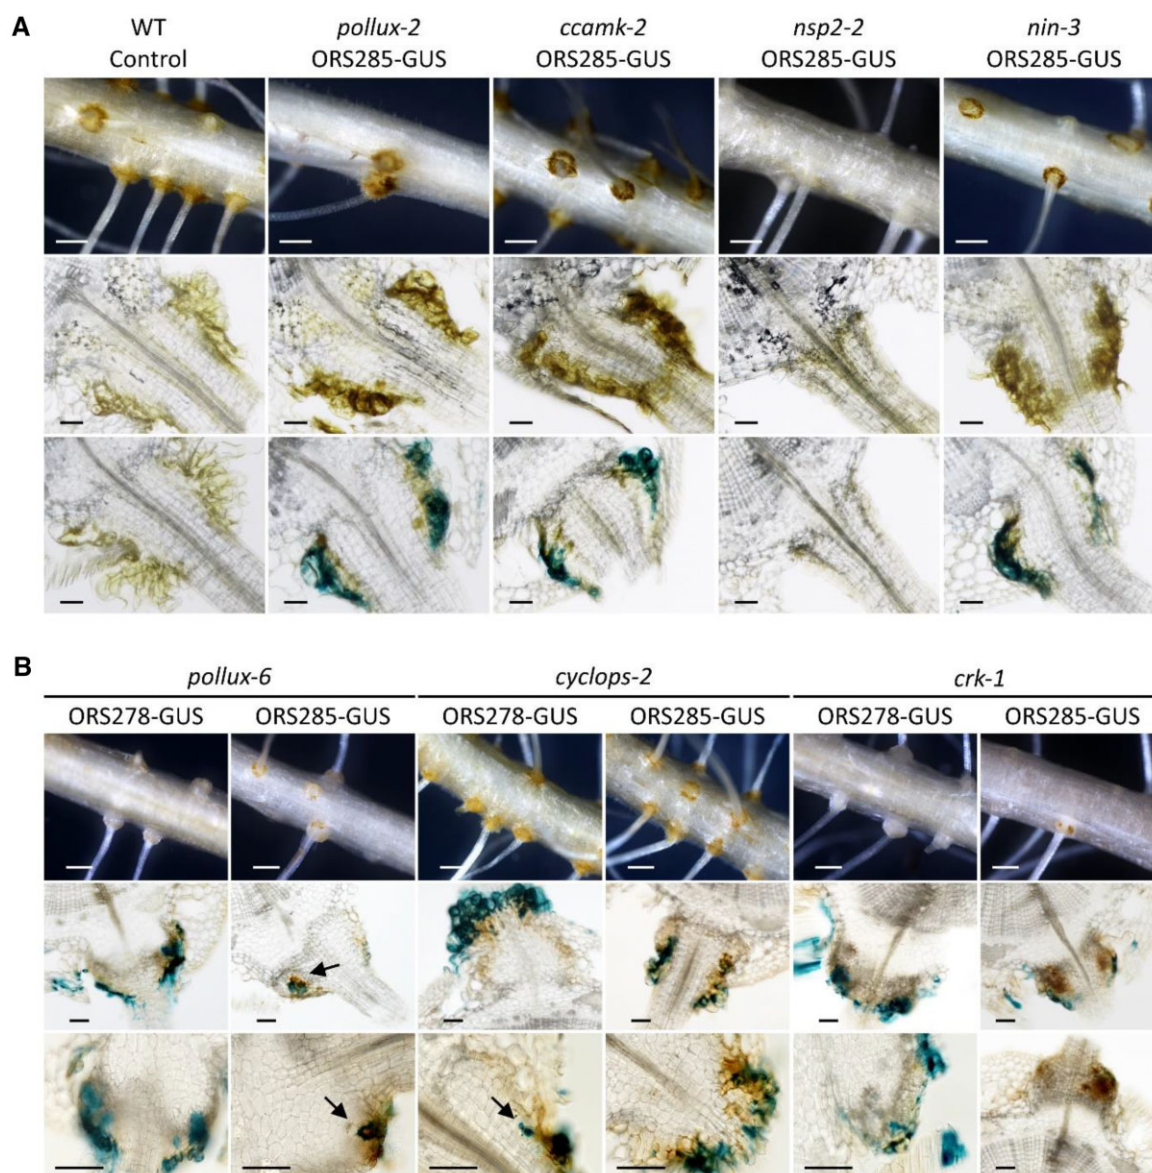 A
WT pollux-2 ccamk-2 nsp2-2 nin-3
Control ORS285-GUS ORS285-GUS ORS285-GUS ORS285-GUS
B
pollux-6 cyclops-2 crk-1
ORS278-GUS ORS285-GUS ORS278-GUS ORS285-GUS ORS278-GUS ORS285-GUS